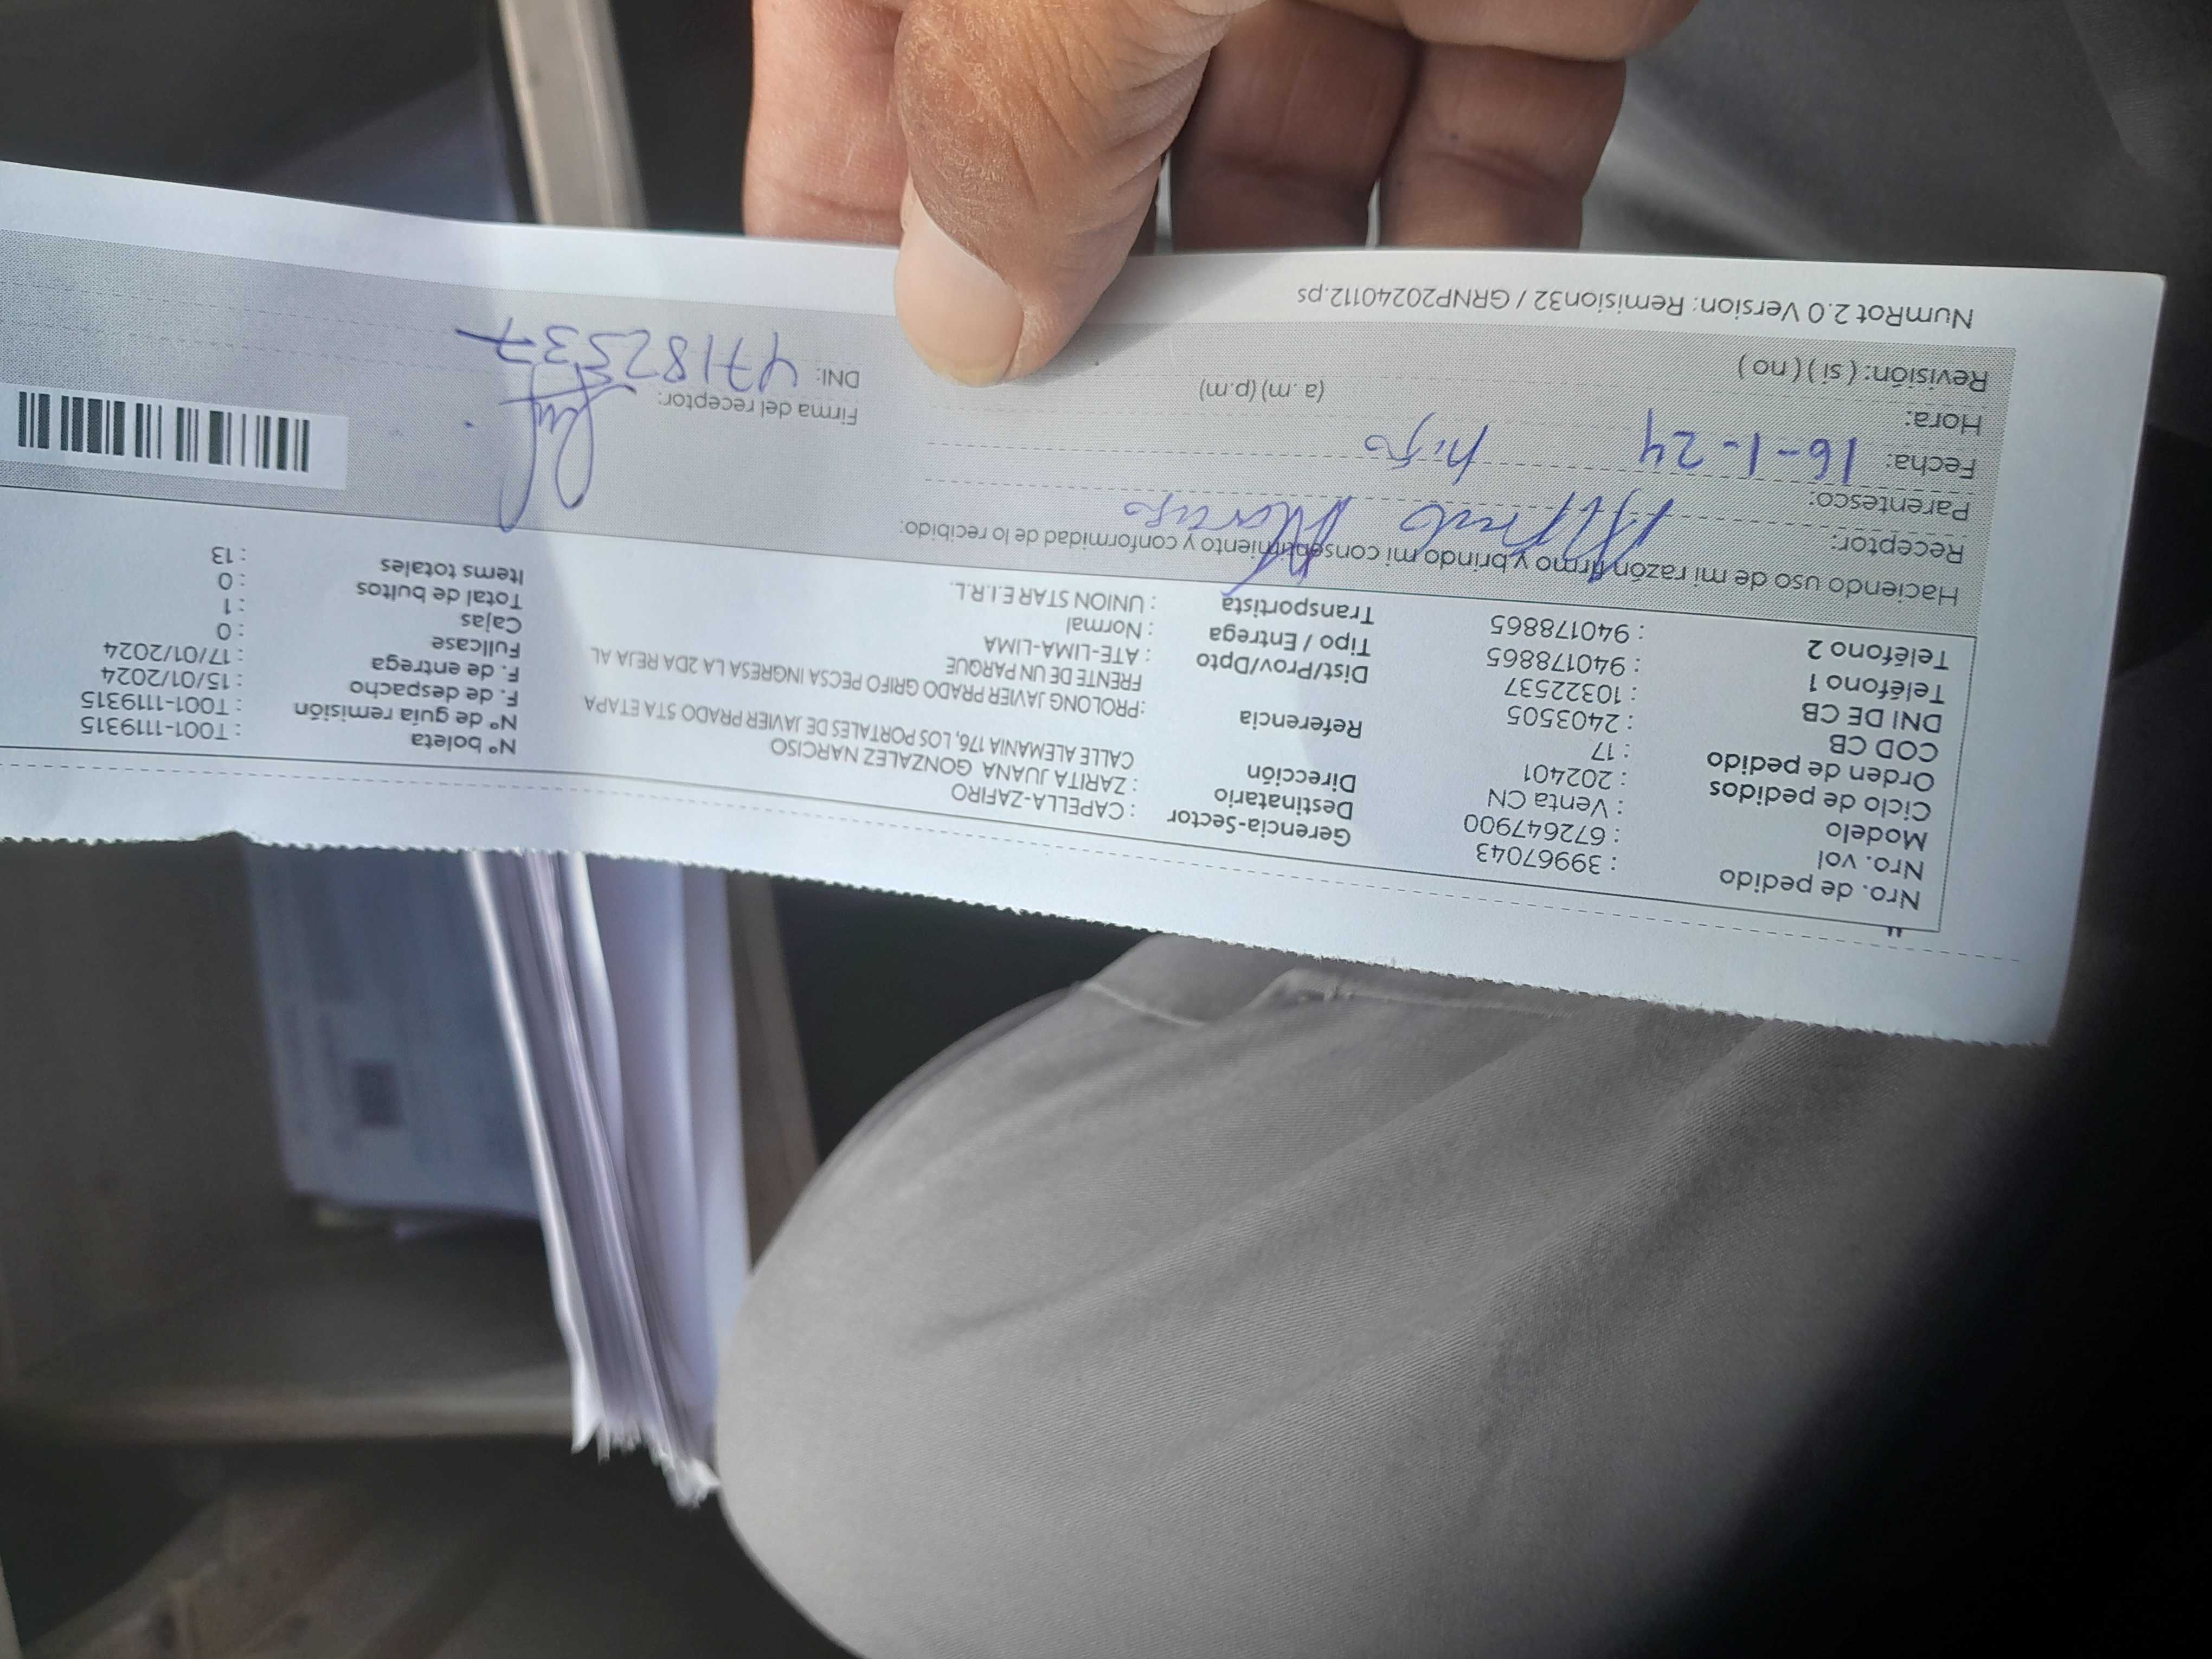 Nro. de pedido : 39967043
Nro. vol : 672647900
Modelo : Venta CN
Ciclo de pedidos : 202401
Orden de pedido : 17
COD CB : 2403505
DNI DE CB : 10322537
Teléfono 1 : 940178865
Teléfono 2 : 940178865
Gerencia-Sector : CAPELLA-ZAFIRO
Destinatario : ZARITA JUANA GONZALEZ NARCISO
Dirección CALLE ALEMANIA 176, LOS PORTALES DE JAVIER PRADO 5TA ETAPA
Referencia :PROLONG JAVIER PRADO GRIFO PECSA INGRESA LA 2DA REJA AL
FRENTE DE UN PARQUE
Dist/Prov/Dpto : ATE-LIMA-LIMA
Tipo / Entrega : Normal
Transportista : UNION STAR E.I.R.L.
Nº boleta : T001-1119315
Nº de guía remisión : T001-1119315
F. de despacho : 15/01/2024
F. de entrega : 17/01/2024
Fullcase : 0
Cajas : 1
Total de bultos : 0
Items totales : 13
Haciendo uso de mi razón firmo y brindo mi consentimiento y conformidad de lo recibido:
Receptor:
Parentesco: hijo
Fecha: 16-1-24
Hora: (a. m) (p.m)
Revisión: ( si ) ( no )
Firma del receptor:
DNI: 47182537
NumRot 2.0 Version: Remision32 / GRNP20240112.ps